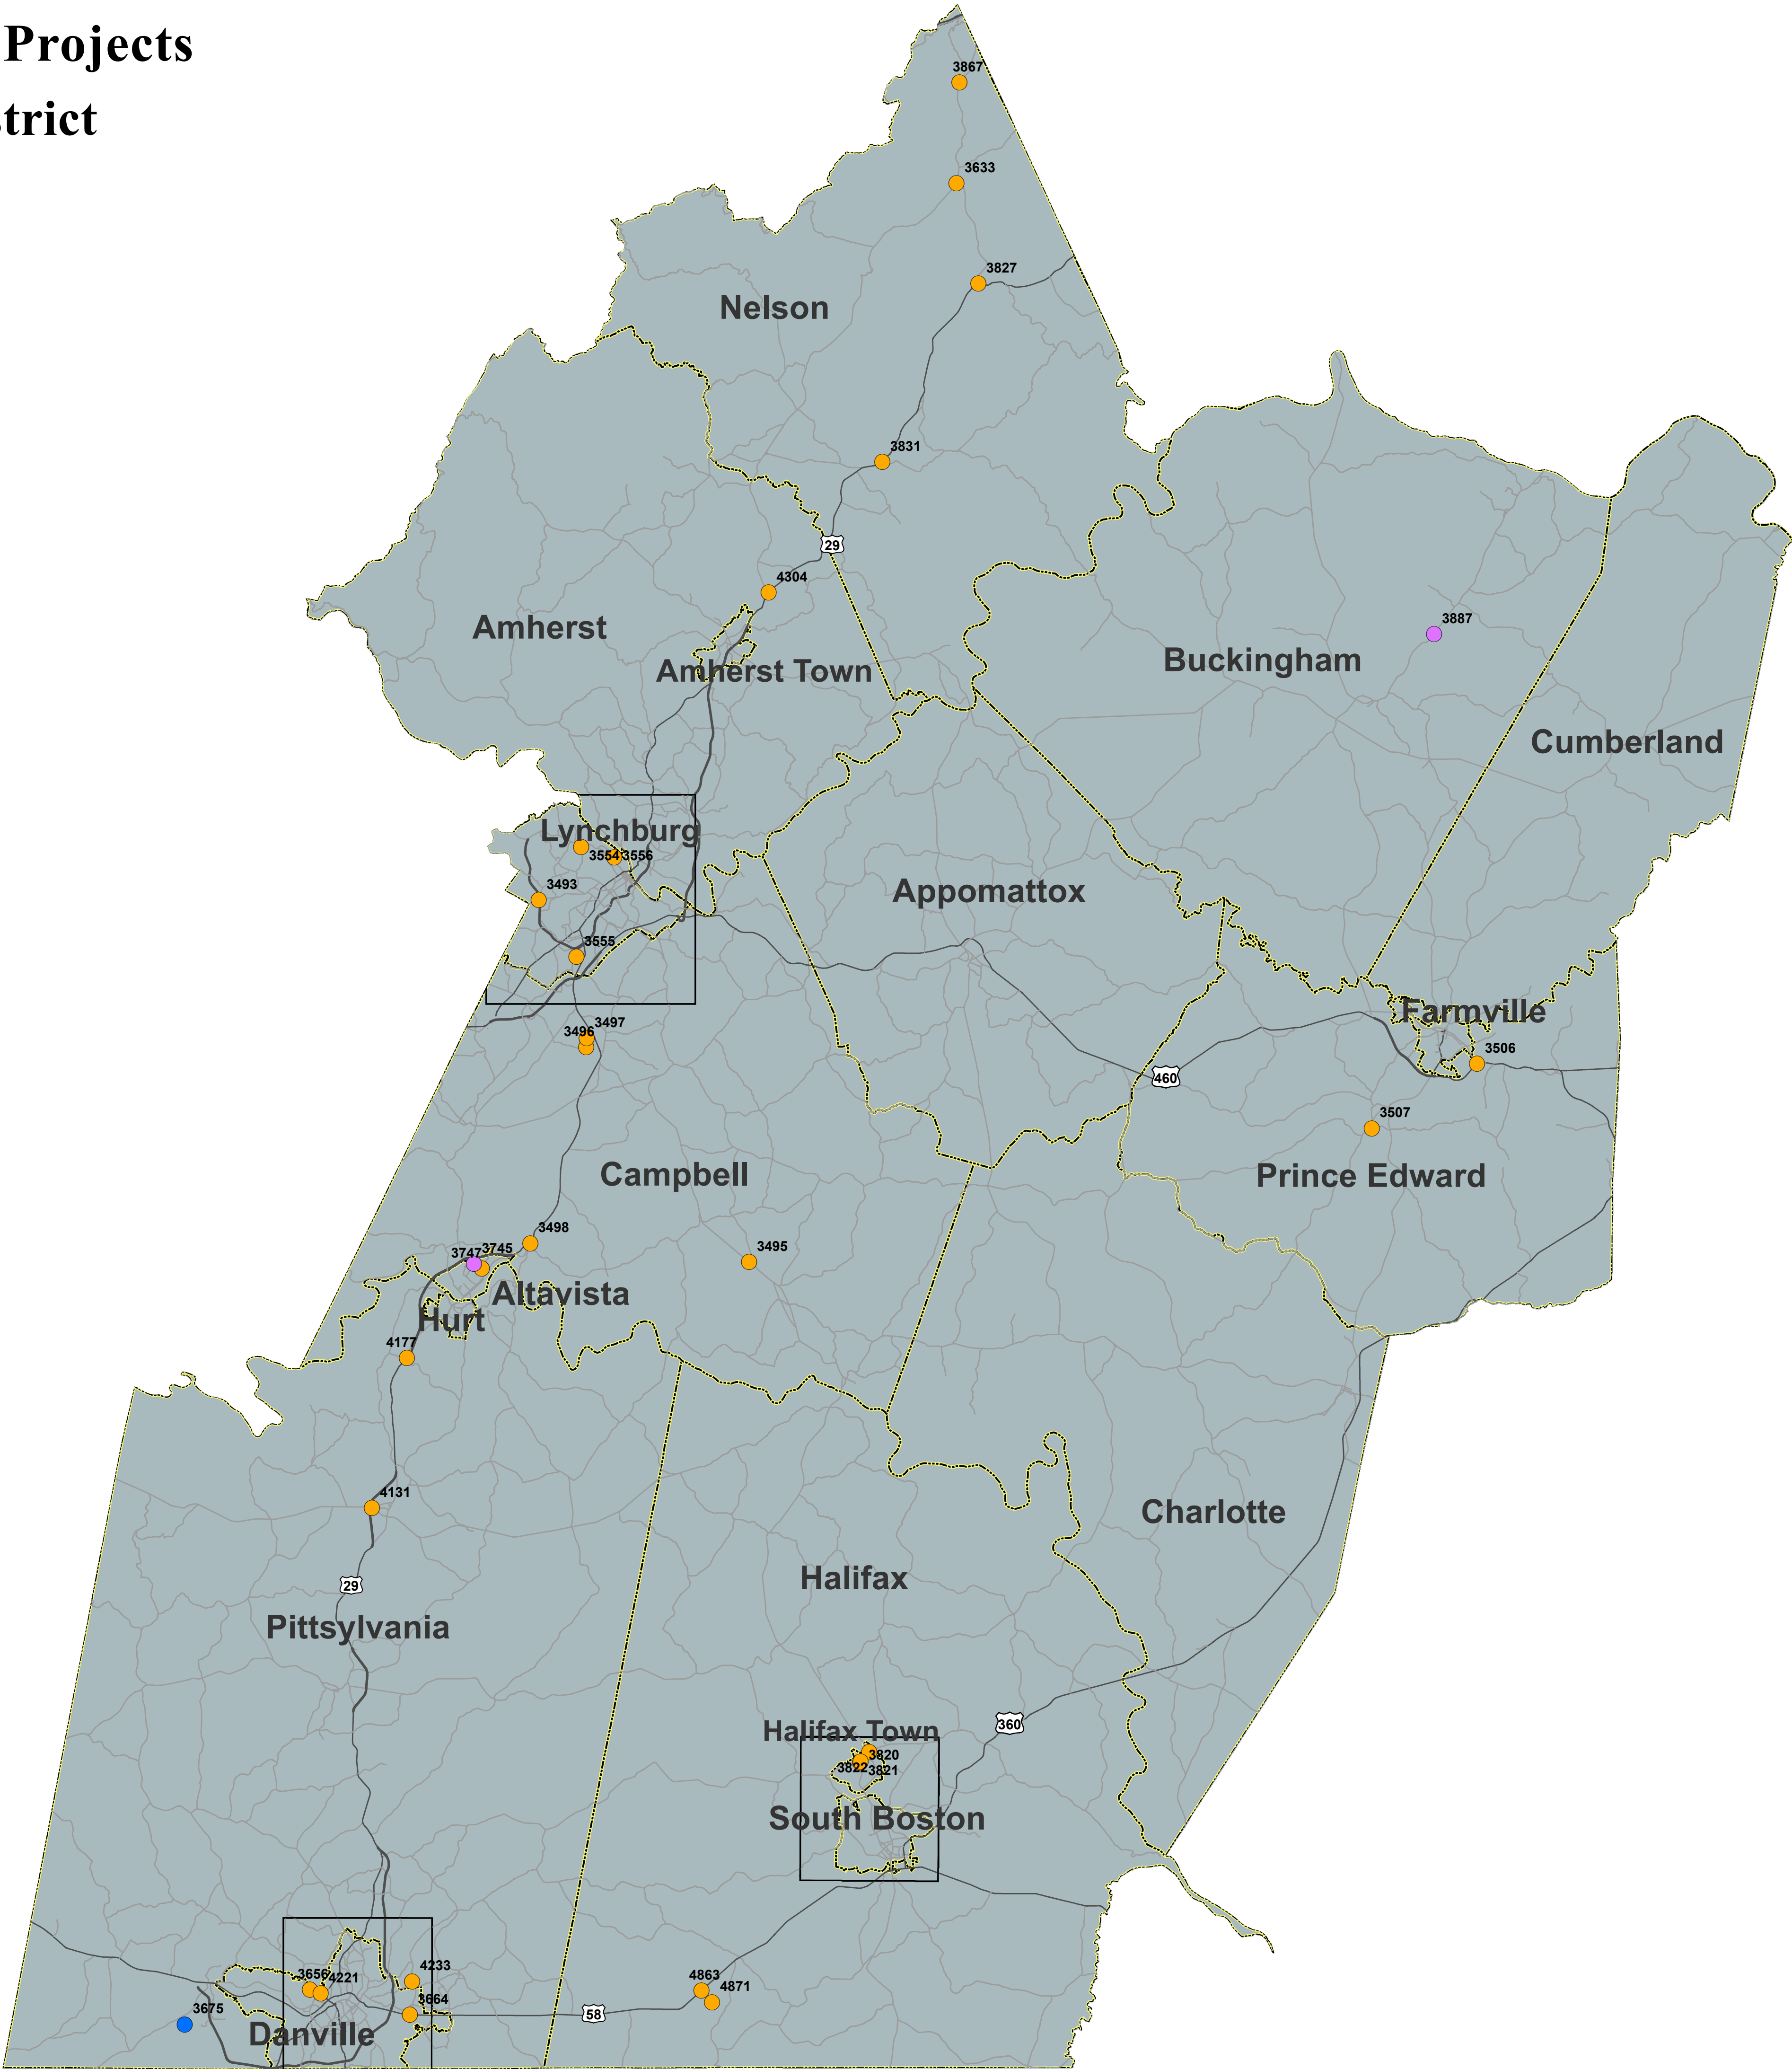 Projects
trict
3867
3633
3827
Nelson
3831
29
4304
Amherst
Amherst Town
3887
Buckingham
Cumberland
Lynchburg
3554 3556
3493
Appomattox
3555
3497
3496
Farmville
3506
460
3507
Campbell
Prince Edward
3498
3747 3745
3495
Altavista
Hurt
4177
4131
Charlotte
29
Halifax
Pittsylvania
360
Halifax Town
3820
3822 3821
South Boston
4233
3656 4221
4863
4871
3675
3664
58
Danville